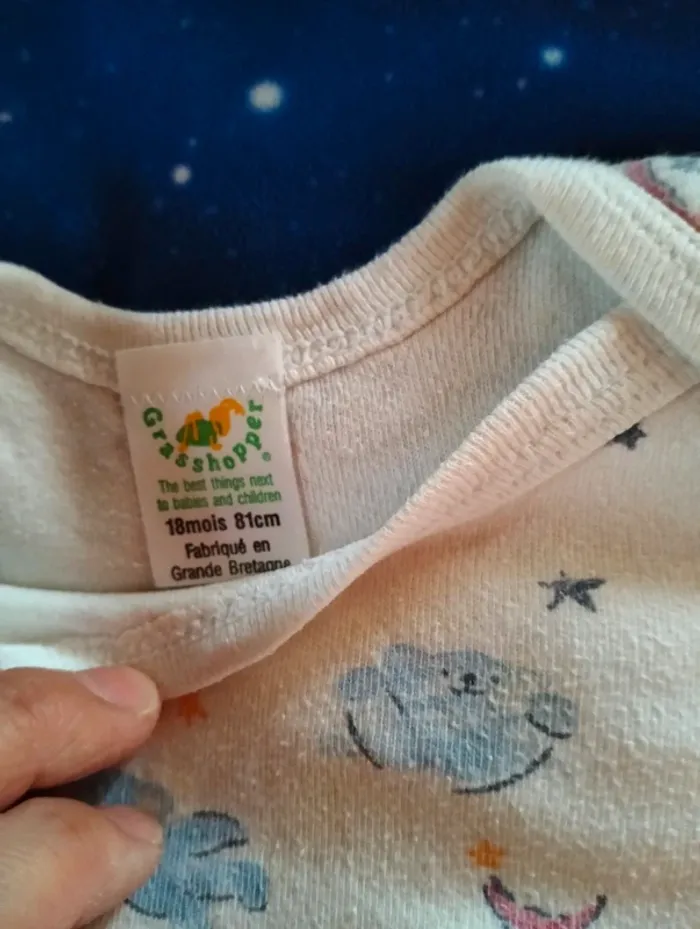 Grasshopper®
The best things next
to babies and children
18mois 81cm
Fabriqué en
Grande Bretagne